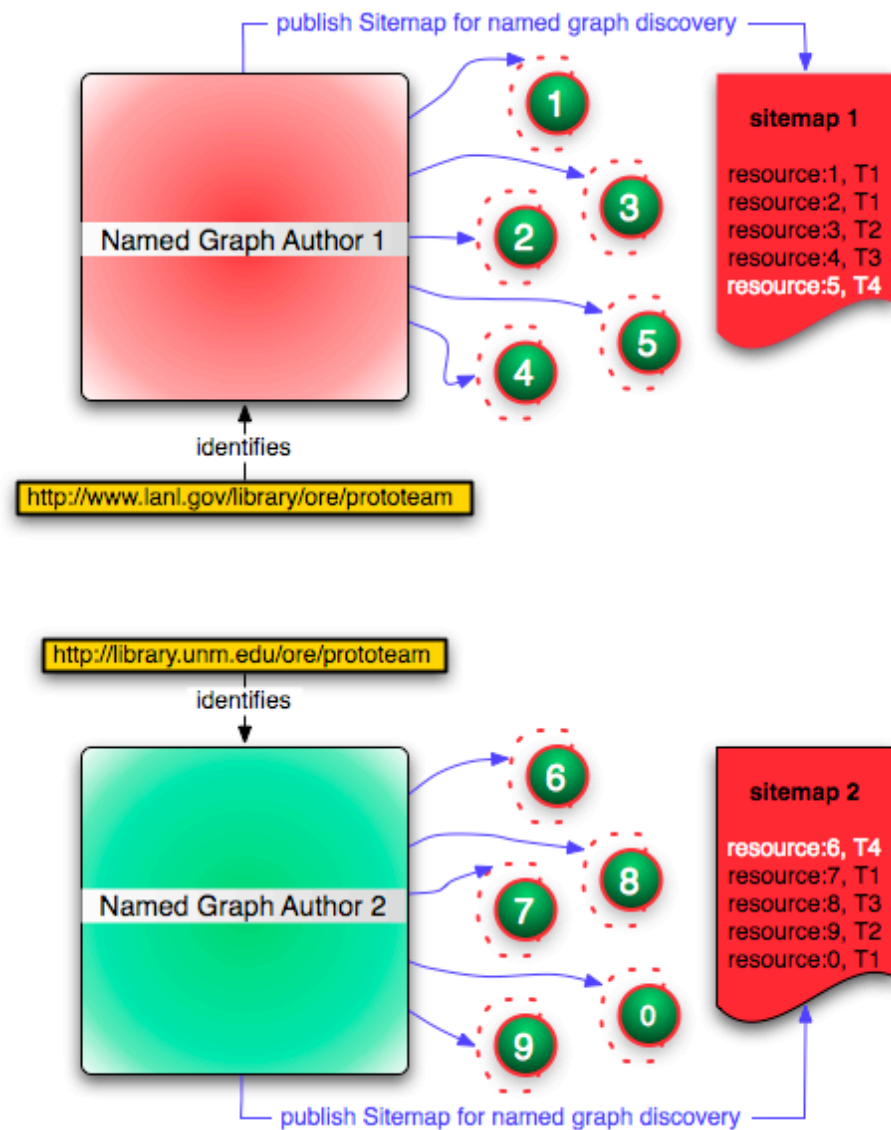 publish Sitemap for named graph discovery
1
sitemap 1
resource:1, T1
resource:2, T1
resource:3, T2
resource:4, T3
resource:5, T4
3
2
Named Graph Author 1
5
4
identifies
http://www.lanl.gov/library/ore/prototeam
http://library.unm.edu/ore/prototeam
identifies
6
sitemap 2
resource:6, T4
resource:7, T1
resource:8, T3
resource:9, T2
resource:0, T1
8
7
Named Graph Author 2
0
9
publish Sitemap for named graph discovery